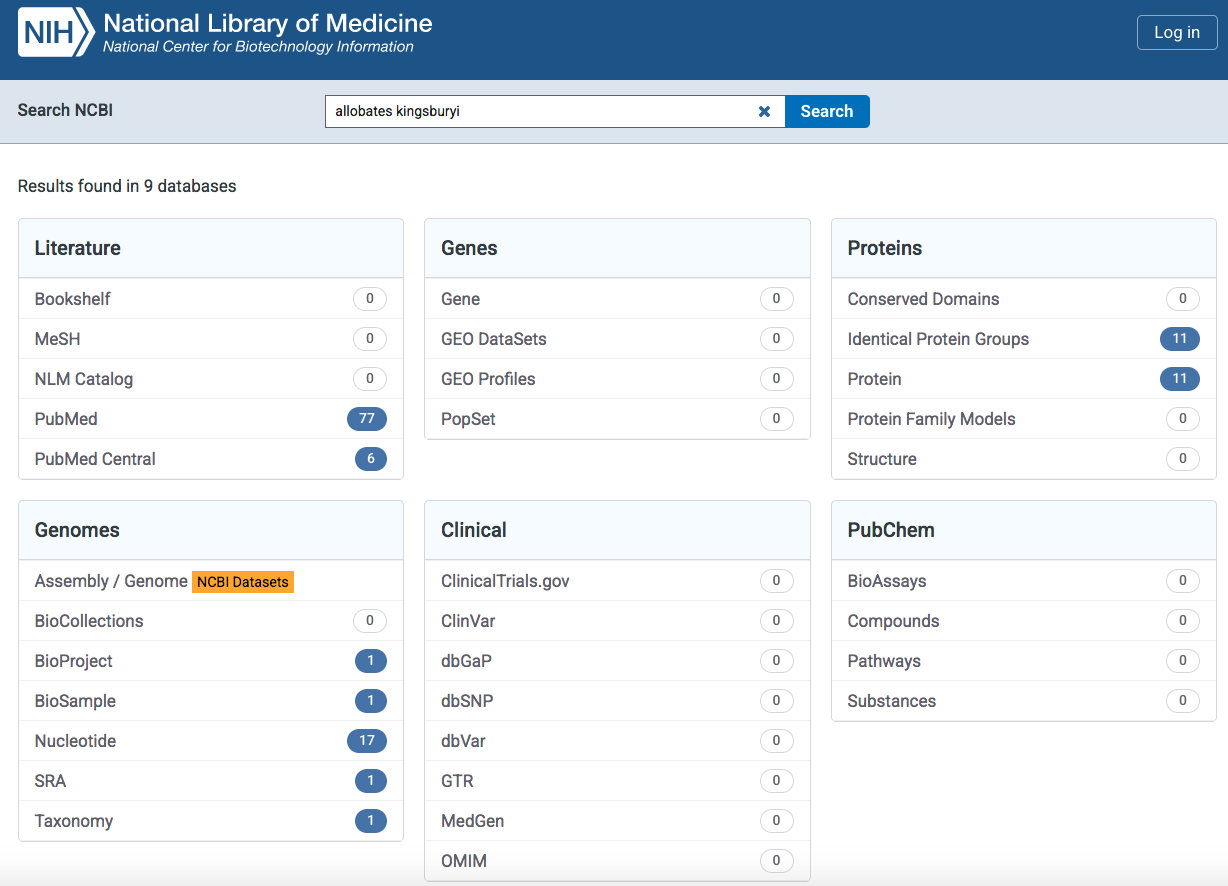 NIH National Library of Medicine
National Center for Biotechnology Information
Log in
Search NCBI
allobates kingsburyi
Search
Results found in 9 databases
Literature
Bookshelf 0
MeSH 0
NLM Catalog 0
PubMed 77
PubMed Central 6
Genes
Gene 0
GEO DataSets 0
GEO Profiles 0
PopSet 0
Proteins
Conserved Domains 0
Identical Protein Groups 11
Protein 11
Protein Family Models 0
Structure 0
Genomes
Assembly / Genome NCBI Datasets
BioCollections 0
BioProject 1
BioSample 1
Nucleotide 17
SRA 1
Taxonomy 1
Clinical
ClinicalTrials.gov 0
ClinVar 0
dbGaP 0
dbSNP 0
dbVar 0
GTR 0
MedGen 0
OMIM 0
PubChem
BioAssays 0
Compounds 0
Pathways 0
Substances 0